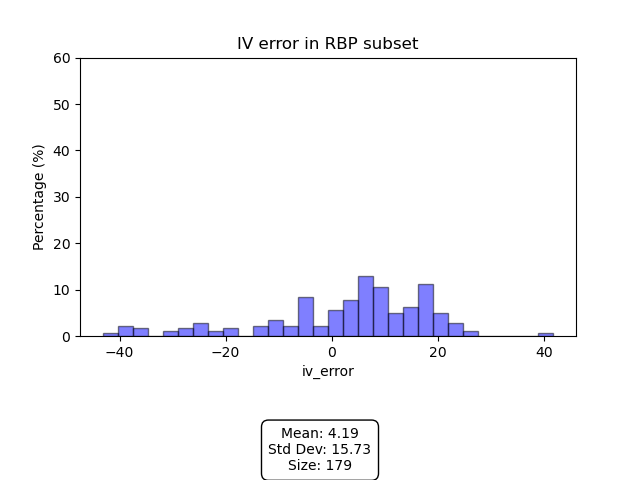 IV error in RBP subset
60
50
40
30
20
10
0
Percentage (%)
−40
−20
0
20
40
iv_error
Mean: 4.19
Std Dev: 15.73
Size: 179